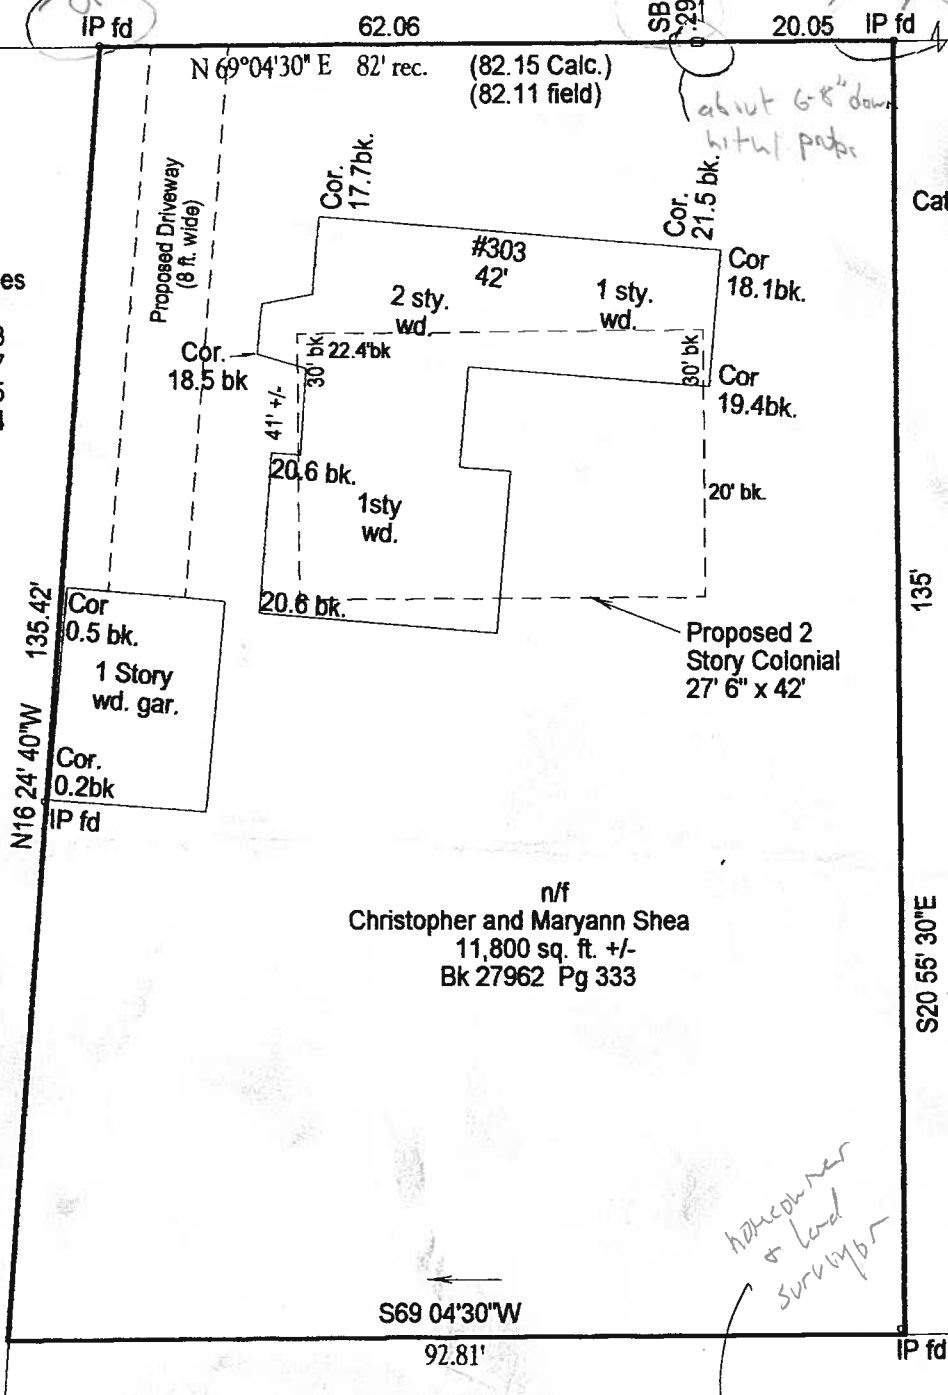 IP fd
62.06
SB
.29
20.05
IP fd
N 69°04'30" E 82' rec.
(82.15 Calc.)
(82.11 field)
about 6-8" down
Proposed Driveway
(8 ft. wide)
Cor.
17.7bk.
Cor.
21.5 bk.
Cat
es
#303
42'
Cor
18.1bk.
2 sty.
wd.
1 sty.
wd.
Cor.
18.5 bk
30' bk
22.4'bk
30' bk
Cor
19.4bk.
41' +/-
20.6 bk.
1sty
wd.
20' bk.
20.6 bk.
135.42'
Cor
0.5 bk.
1 Story
wd. gar.
Proposed 2
Story Colonial
27' 6" x 42'
135'
N16 24' 40"W
Cor.
0.2bk
IP fd
n/f
Christopher and Maryann Shea
11,800 sq. ft. +/-
Bk 27962 Pg 333
S20 55' 30"E
homeowner
& land
surveyor
S69 04'30"W
92.81'
IP fd